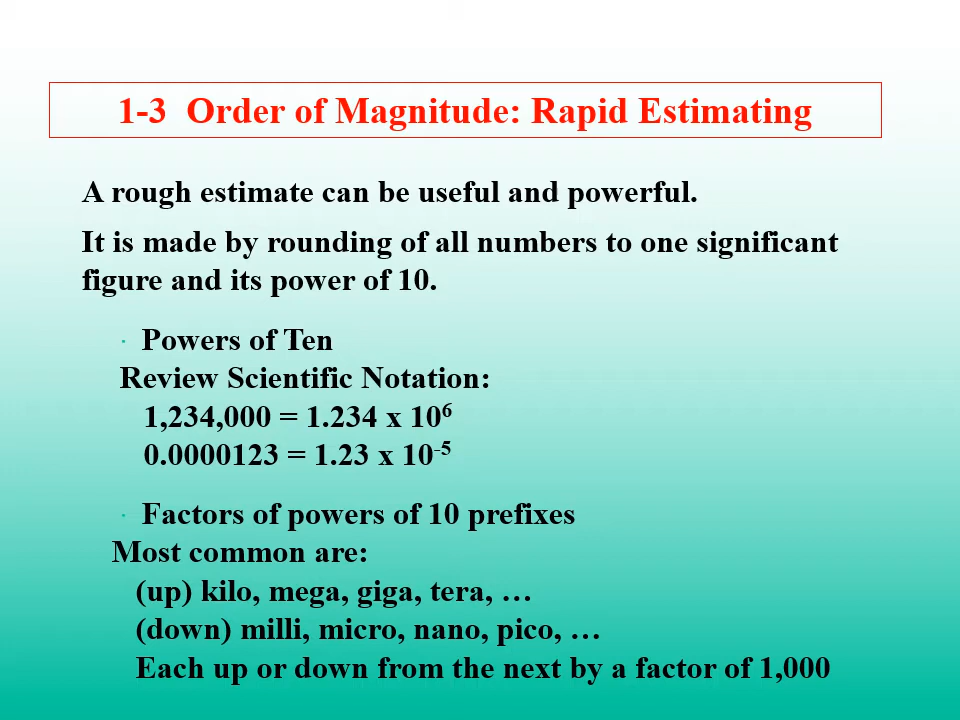 1-3 Order of Magnitude: Rapid Estimating
A rough estimate can be useful and powerful.
It is made by rounding of all numbers to one significant
figure and its power of 10.
· Powers of Ten
Review Scientific Notation:
1,234,000 = 1.234 x 10⁶
0.0000123 = 1.23 x 10⁻⁵
· Factors of powers of 10 prefixes
Most common are:
(up) kilo, mega, giga, tera, …
(down) milli, micro, nano, pico, …
Each up or down from the next by a factor of 1,000